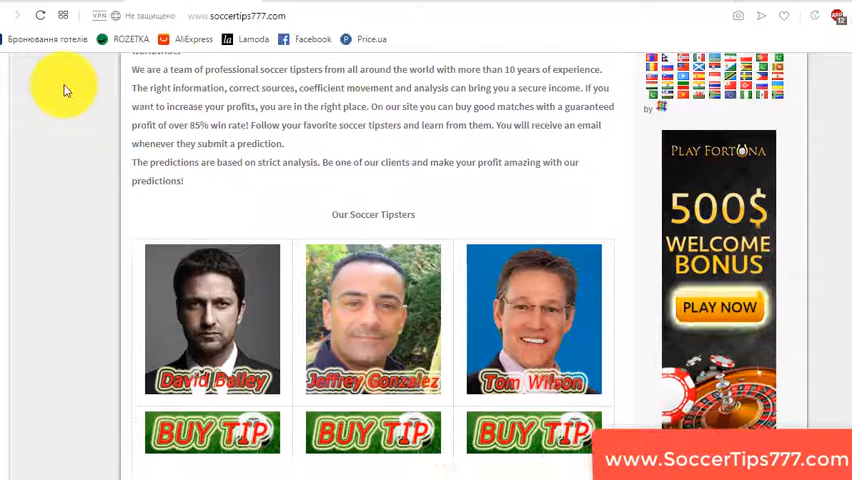 VPN Не защищено www.soccertips777.com
12
Бронювання готелів ROZETKA AliExpress la Lamoda Facebook Price.ua
We are a team of professional soccer tipsters from all around the world with more than 10 years of experience.
The right information, correct sources, coefficient movement and analysis can bring you a secure income. If you
want to increase your profits, you are in the right place. On our site you can buy good matches with a guaranteed
profit of over 85% win rate! Follow your favorite soccer tipsters and learn from them. You will receive an email
whenever they submit a prediction.
The predictions are based on strict analysis. Be one of our clients and make your profit amazing with our
predictions!
Our Soccer Tipsters
David Bailey Jeffrey Gonzalez Tom Wilson
BUY TIP BUY TIP BUY TIP
by
PLAY FORTUNA
500$
WELCOME
BONUS
PLAY NOW
www.SoccerTips777.com